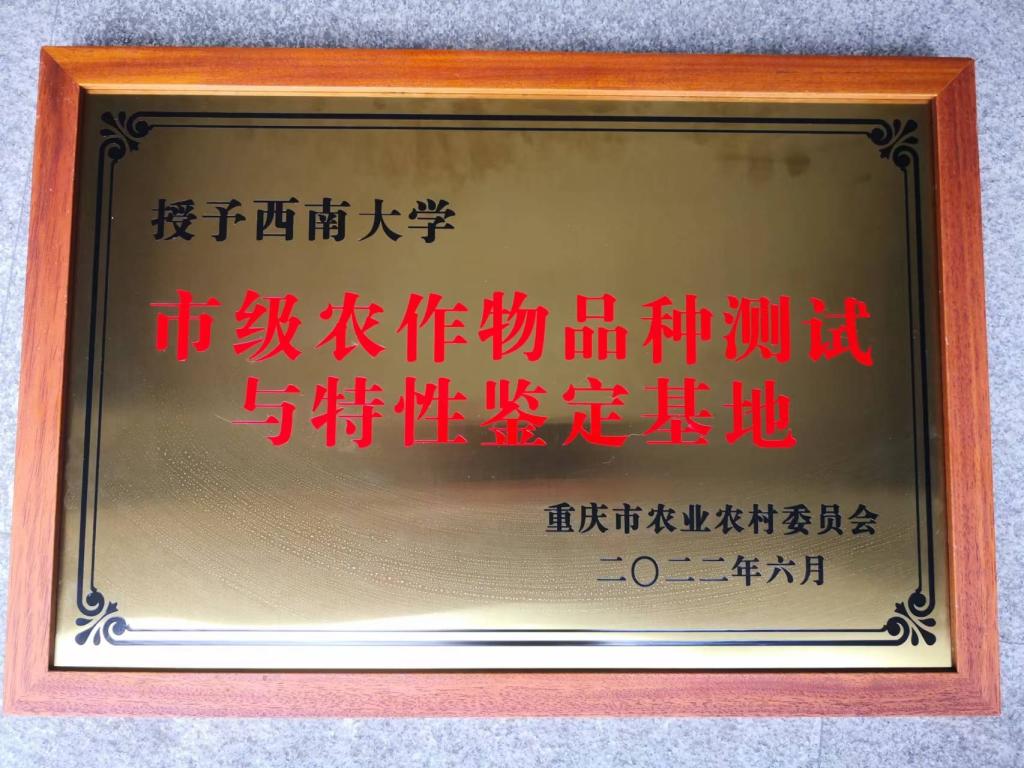 授予西南大学
市级农作物品种测试
与特性鉴定基地
重庆市农业农村委员会
二〇二二年六月